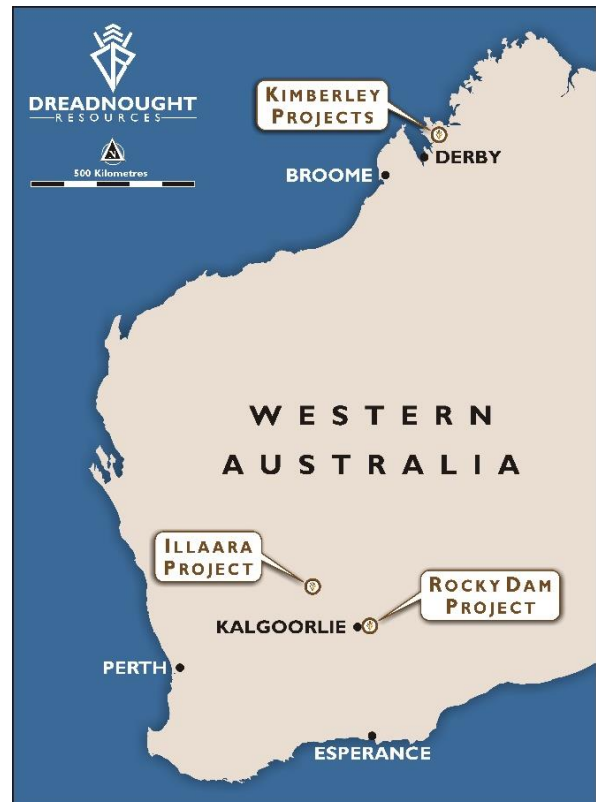 DREADNOUGHT
RESOURCES
500 Kilometres
KIMBERLEY
PROJECTS
DERBY
BROOME
WESTERN
AUSTRALIA
ILLAARA
PROJECT
ROCKY DAM
PROJECT
KALGOORLIE
PERTH
ESPERANCE